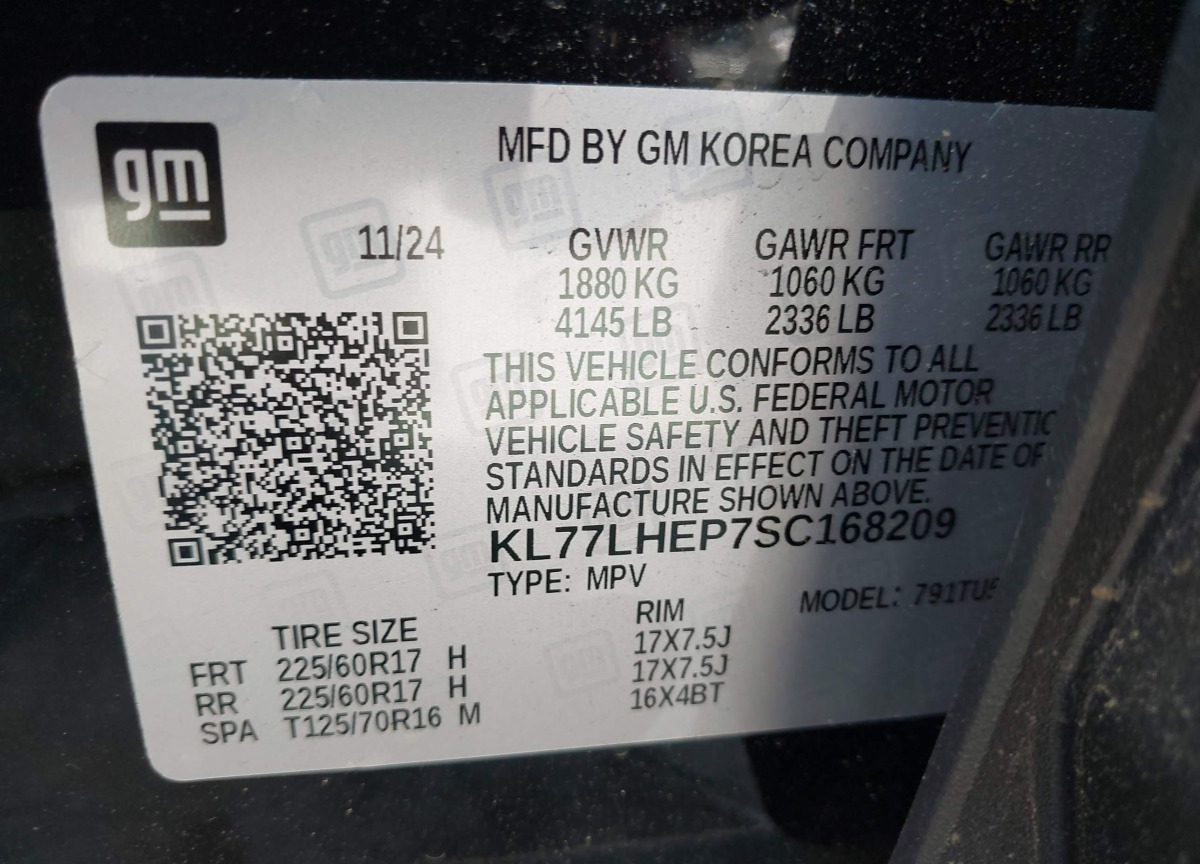 gm
MFD BY GM KOREA COMPANY
11/24 GVWR GAWR FRT GAWR RR
1880 KG 1060 KG 1060 KG
4145 LB 2336 LB 2336 LB
THIS VEHICLE CONFORMS TO ALL
APPLICABLE U.S. FEDERAL MOTOR
VEHICLE SAFETY AND THEFT PREVENTIO
STANDARDS IN EFFECT ON THE DATE OF
MANUFACTURE SHOWN ABOVE.
KL77LHEP7SC168209
TYPE: MPV MODEL:
TIRE SIZE RIM
FRT 225/60R17 H 17X7.5J
RR 225/60R17 H 17X7.5J
SPA T125/70R16 M 16X4BT